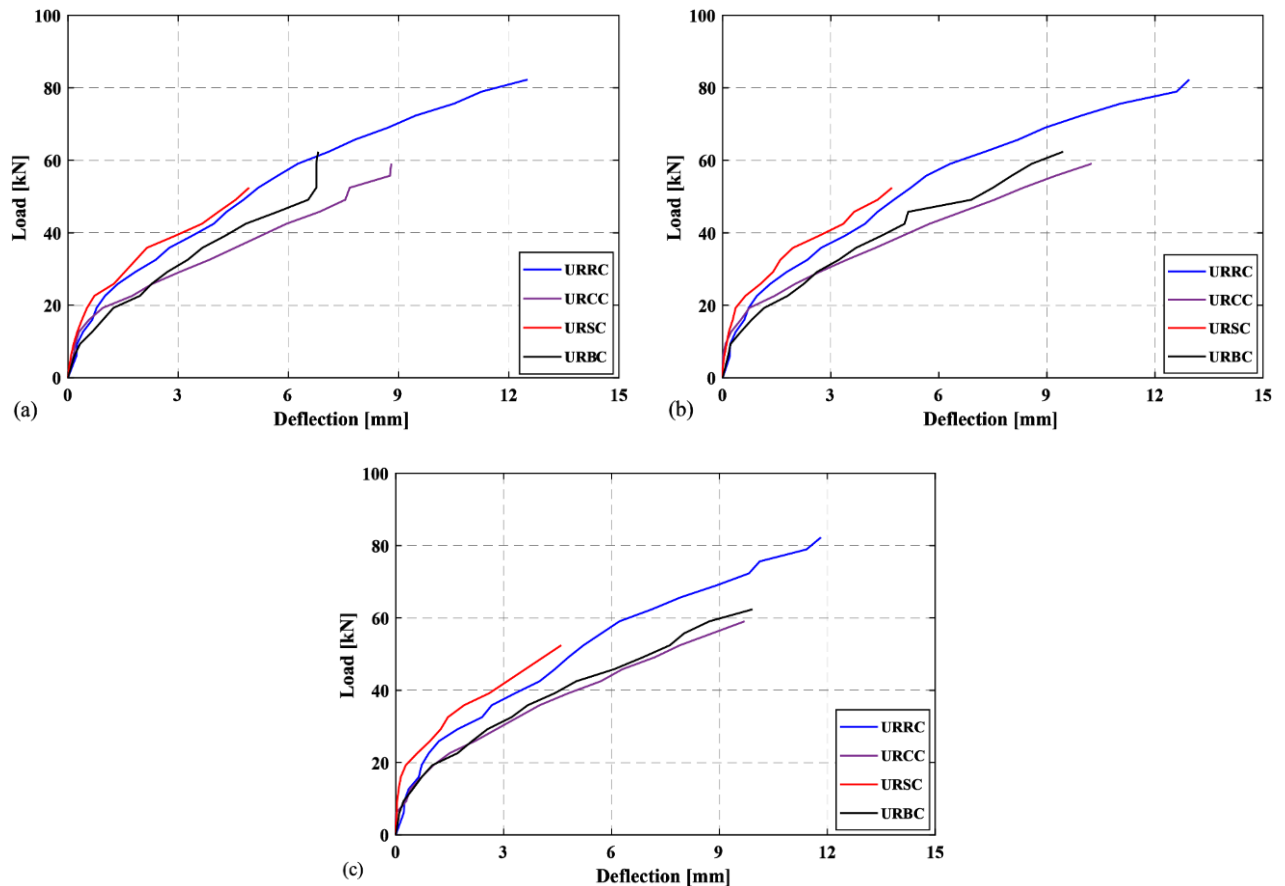 100
80
60
40
20
0
Load [kN]
0 3 6 9 12 15
Deflection [mm]
URRC
URCC
URSC
URBC
(a)
100
80
60
40
20
0
Load [kN]
0 3 6 9 12 15
Deflection [mm]
URRC
URCC
URSC
URBC
(b)
100
80
60
40
20
0
Load [kN]
0 3 6 9 12 15
Deflection [mm]
URRC
URCC
URSC
URBC
(c)